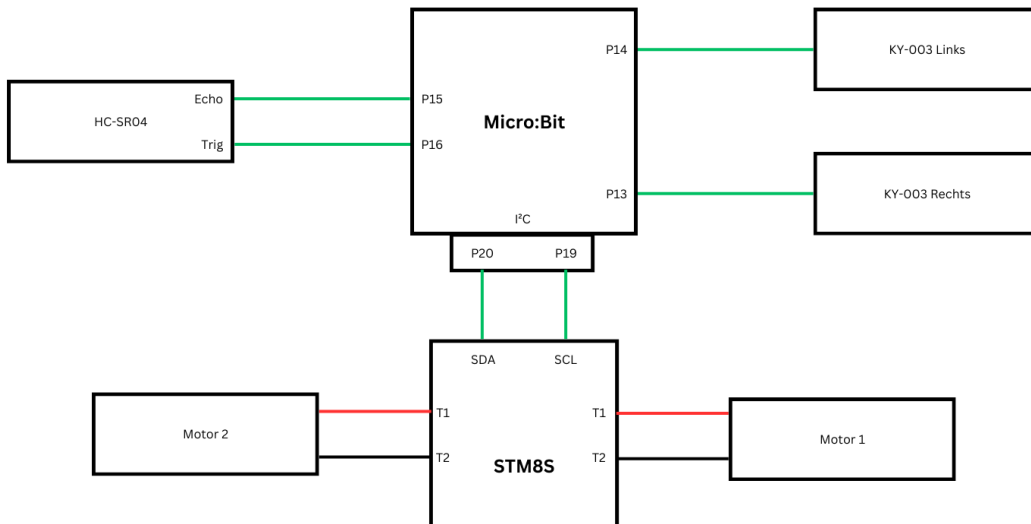 P14
KY-003 Links
Echo
P15
HC-SR04
Micro:Bit
Trig
P16
P13
KY-003 Rechts
I²C
P20
P19
SDA
SCL
T1
T1
Motor 2
Motor 1
T2
T2
STM8S